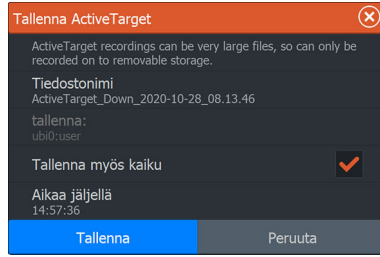 Tallenna ActiveTarget
ActiveTarget recordings can be very large files, so can only be
recorded on to removable storage.
Tiedostonimi
ActiveTarget_Down_2020-10-28_08.13.46
tallenna:
ubi0:user
Tallenna myös kaiku
Aikaa jäljellä
14:57:36
Tallenna Peruuta